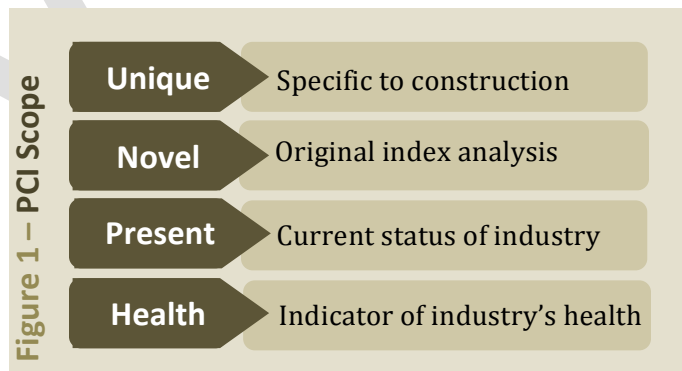 Figure 1 – PCI Scope
Unique Specific to construction
Novel Original index analysis
Present Current status of industry
Health Indicator of industry's health